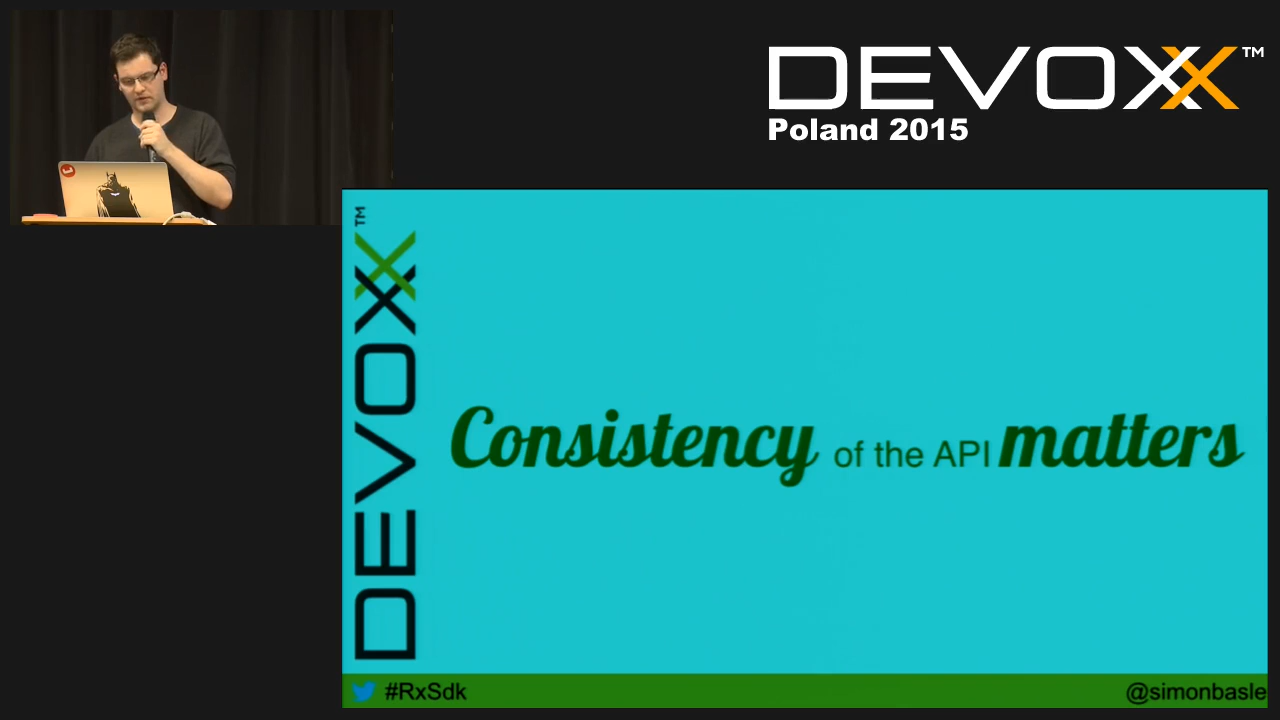 DEVOXX™
Poland 2015
DEVOXX™
Consistency of the API matters
#RxSdk
@simonbasle